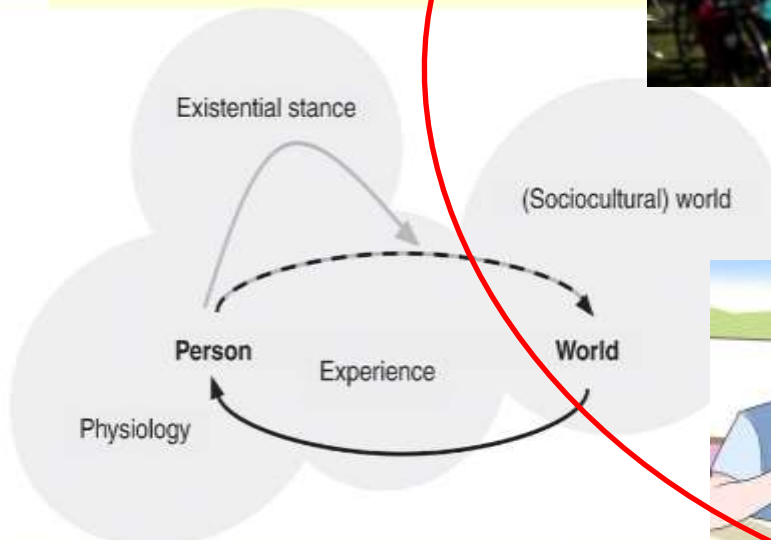 Existential stance
(Sociocultural) world
Person
World
Experience
Physiology